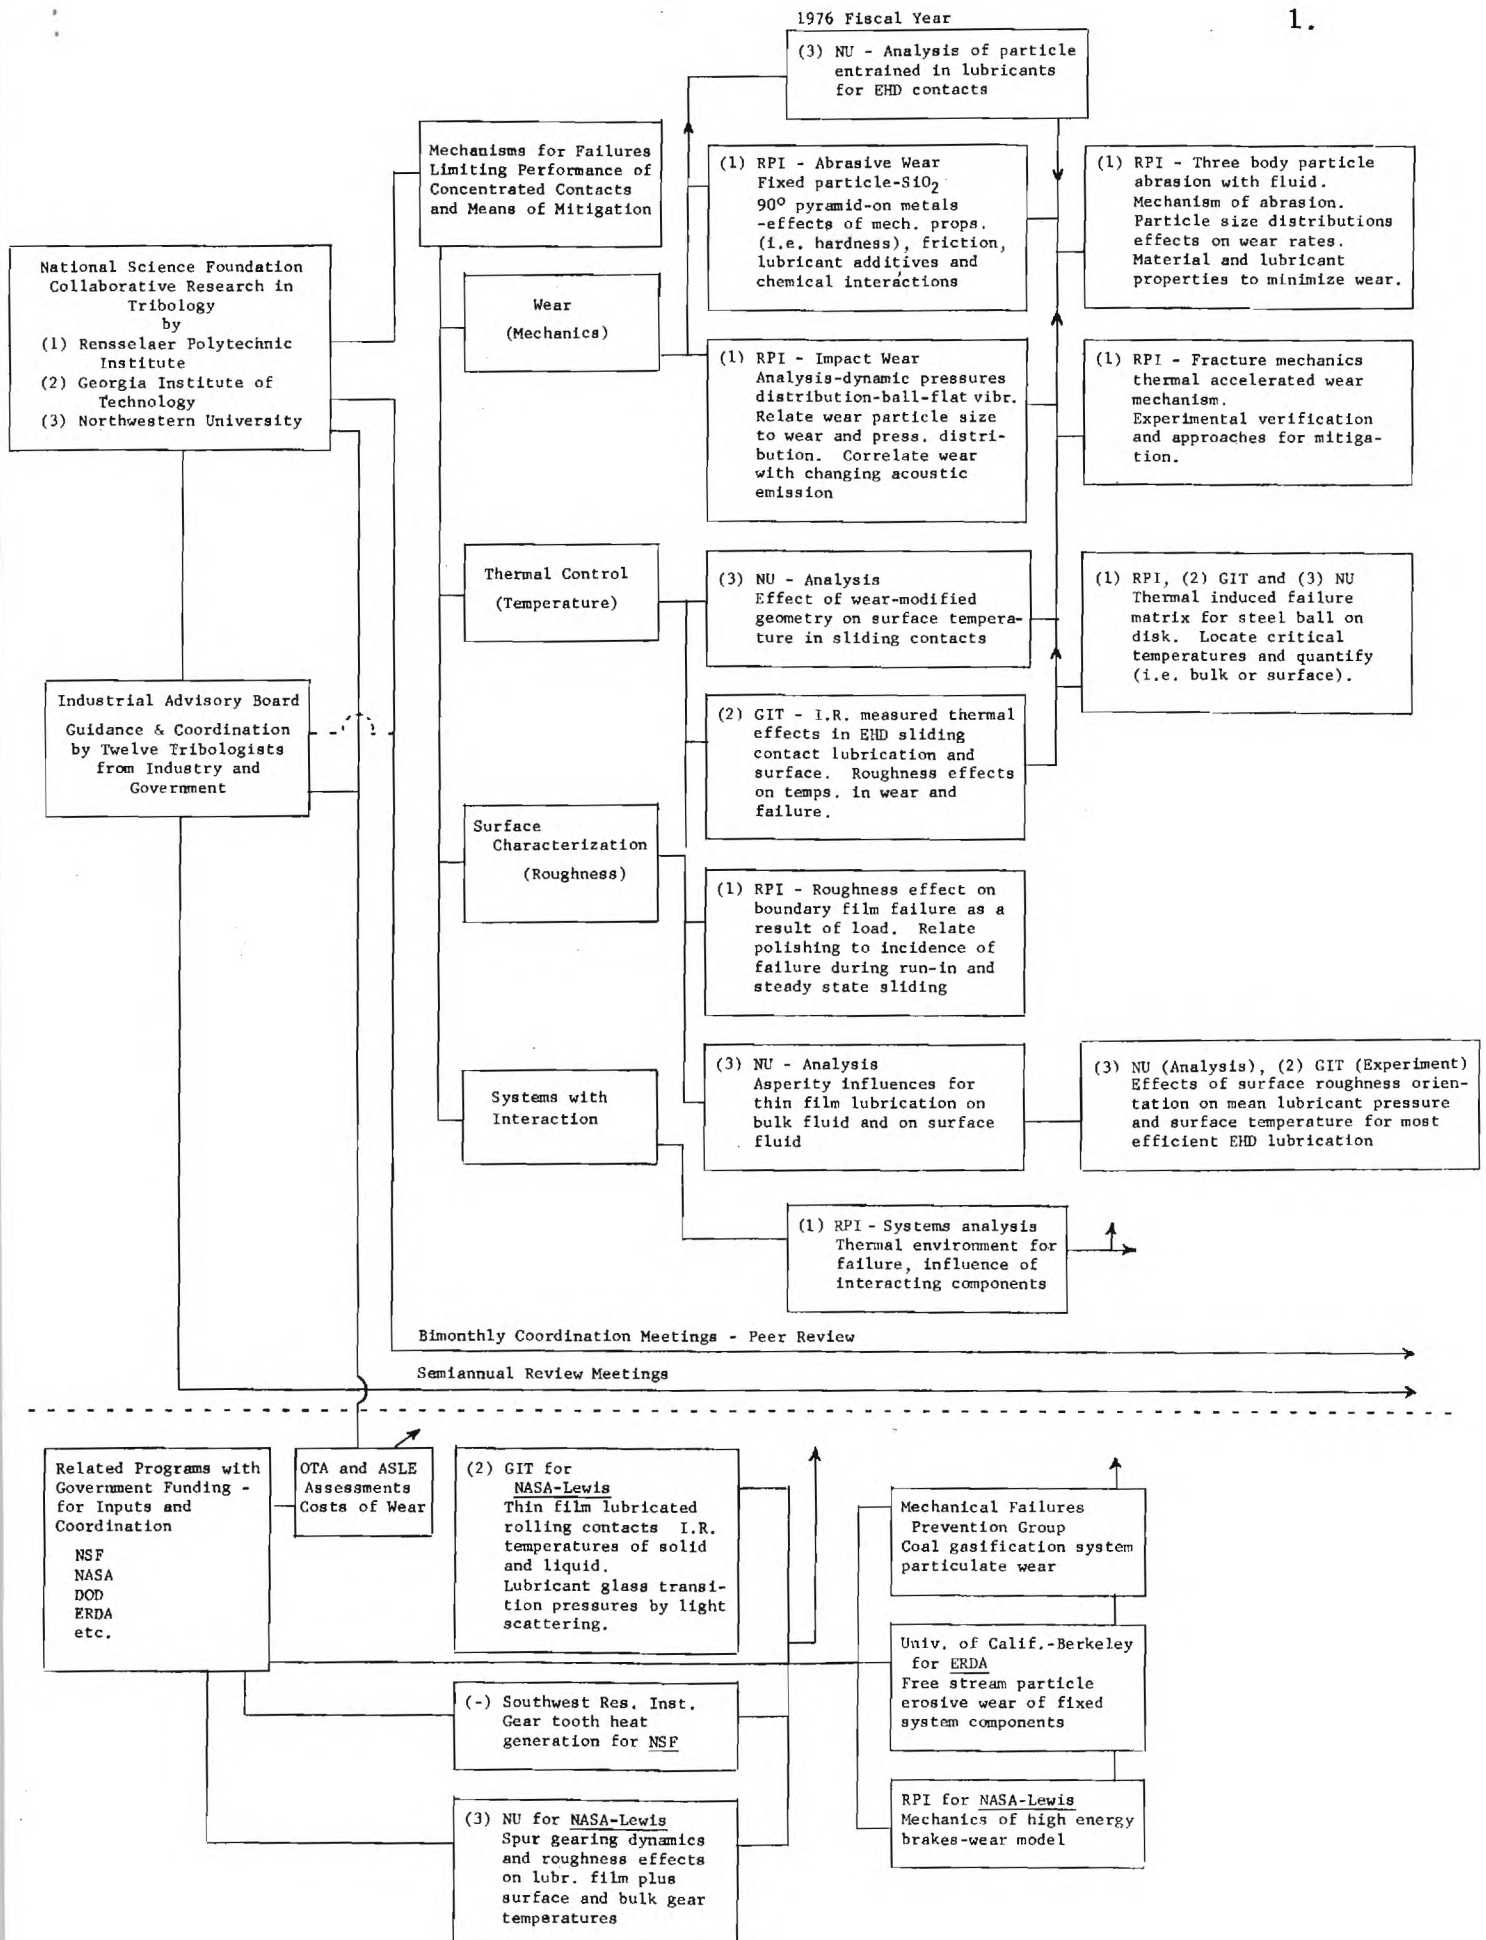 1976 Fiscal Year
1.
(3) NU - Analysis of particle
entrained in lubricants
for EHD contacts
Mechanisms for Failures
Limiting Performance of
Concentrated Contacts
and Means of Mitigation
(1) RPI - Abrasive Wear
Fixed particle-SiO2
90º pyramid-on metals
-effects of mech. props.
(i.e. hardness), friction,
lubricant additives and
chemical interactions
(1) RPI - Three body particle
abrasion with fluid.
Mechanism of abrasion.
Particle size distributions
effects on wear rates.
Material and lubricant
properties to minimize wear.
National Science Foundation
Collaborative Research in
Tribology
by
(1) Rensselaer Polytechnic
Institute
(2) Georgia Institute of
Technology
(3) Northwestern University
Wear
(Mechanics)
(1) RPI - Impact Wear
Analysis-dynamic pressures
distribution-ball-flat vibr.
Relate wear particle size
to wear and press. distri-
bution. Correlate wear
with changing acoustic
emission
(1) RPI - Fracture mechanics
thermal accelerated wear
mechanism.
Experimental verification
and approaches for mitiga-
tion.
Thermal Control
(Temperature)
(3) NU - Analysis
Effect of wear-modified
geometry on surface tempera-
ture in sliding contacts
(1) RPI, (2) GIT and (3) NU
Thermal induced failure
matrix for steel ball on
disk. Locate critical
temperatures and quantify
(i.e. bulk or surface).
Industrial Advisory Board
Guidance & Coordination
by Twelve Tribologists
from Industry and
Government
(2) GIT - I.R. measured thermal
effects in EHD sliding
contact lubrication and
surface. Roughness effects
on temps. in wear and
failure.
Surface
Characterization
(Roughness)
(1) RPI - Roughness effect on
boundary film failure as a
result of load. Relate
polishing to incidence of
failure during run-in and
steady state sliding
Systems with
Interaction
(3) NU - Analysis
Asperity influences for
thin film lubrication on
bulk fluid and on surface
fluid
(3) NU (Analysis), (2) GIT (Experiment)
Effects of surface roughness orien-
tation on mean lubricant pressure
and surface temperature for most
efficient EHD lubrication
(1) RPI - Systems analysis
Thermal environment for
failure, influence of
interacting components
Bimonthly Coordination Meetings - Peer Review
Semiannual Review Meetings
Related Programs with
Government Funding -
for Inputs and
Coordination
NSF
NASA
DOD
ERDA
etc.
OTA and ASLE
Assessments
Costs of Wear
(2) GIT for
NASA-Lewis
Thin film lubricated
rolling contacts I.R.
temperatures of solid
and liquid.
Lubricant glass transi-
tion pressures by light
scattering.
Mechanical Failures
Prevention Group
Coal gasification system
particulate wear
Univ. of Calif.-Berkeley
for ERDA
Free stream particle
erosive wear of fixed
system components
(-) Southwest Res. Inst.
Gear tooth heat
generation for NSF
RPI for NASA-Lewis
Mechanics of high energy
brakes-wear model
(3) NU for NASA-Lewis
Spur gearing dynamics
and roughness effects
on lubr. film plus
surface and bulk gear
temperatures